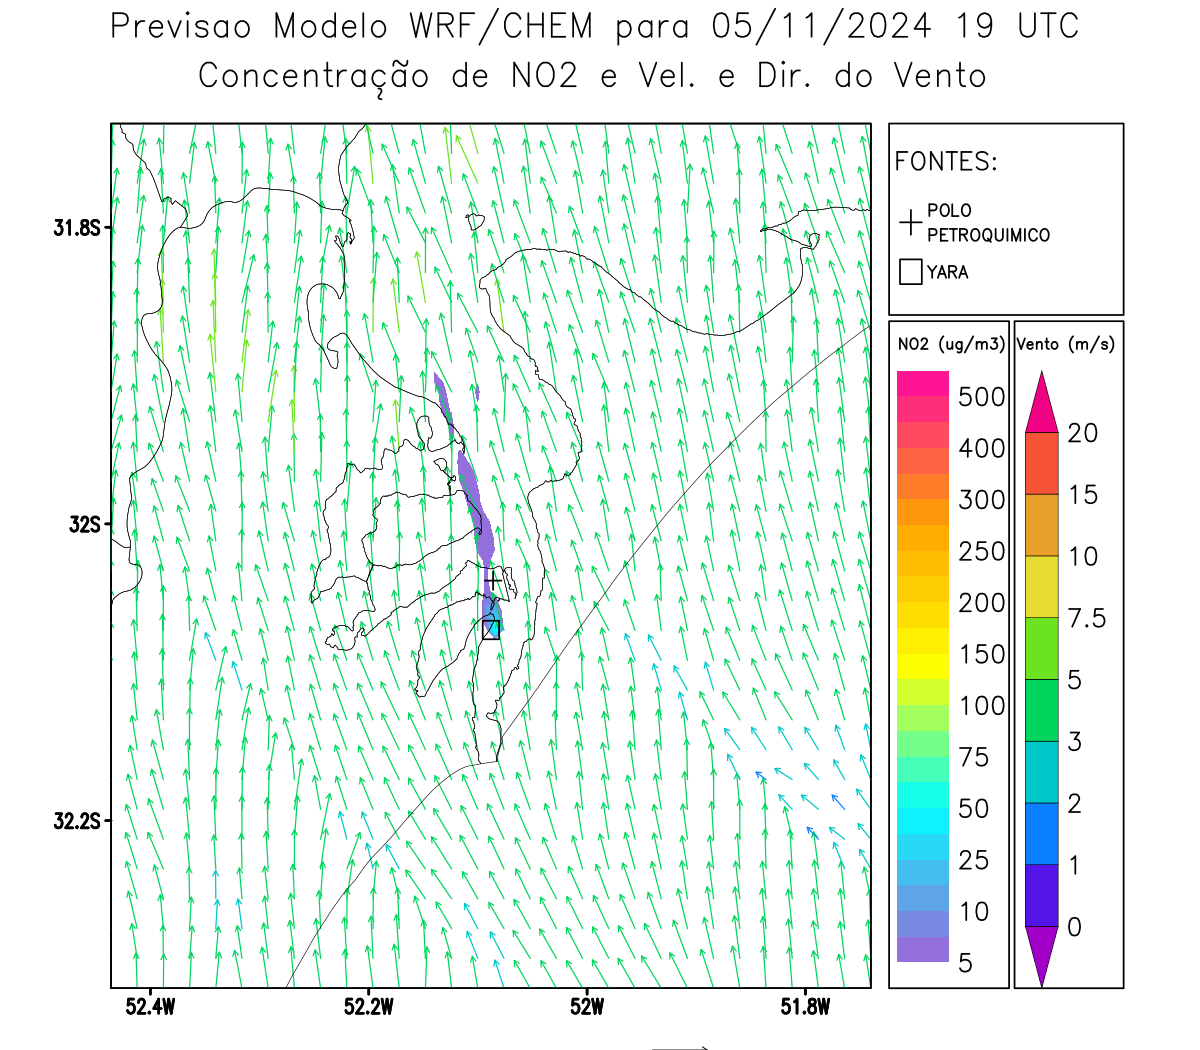 Previsao Modelo WRF/CHEM para 05/11/2024 19 UTC
Concentração de NO2 e Vel. e Dir. do Vento
FONTES:
POLO
PETROQUIMICO
YARA
NO2 (ug/m3)
500
400
300
250
200
150
100
75
50
25
10
5
Vento (m/s)
20
15
10
7.5
5
3
2
1
0
31.8S
32S
32.2S
52.4W
52.2W
52W
51.8W